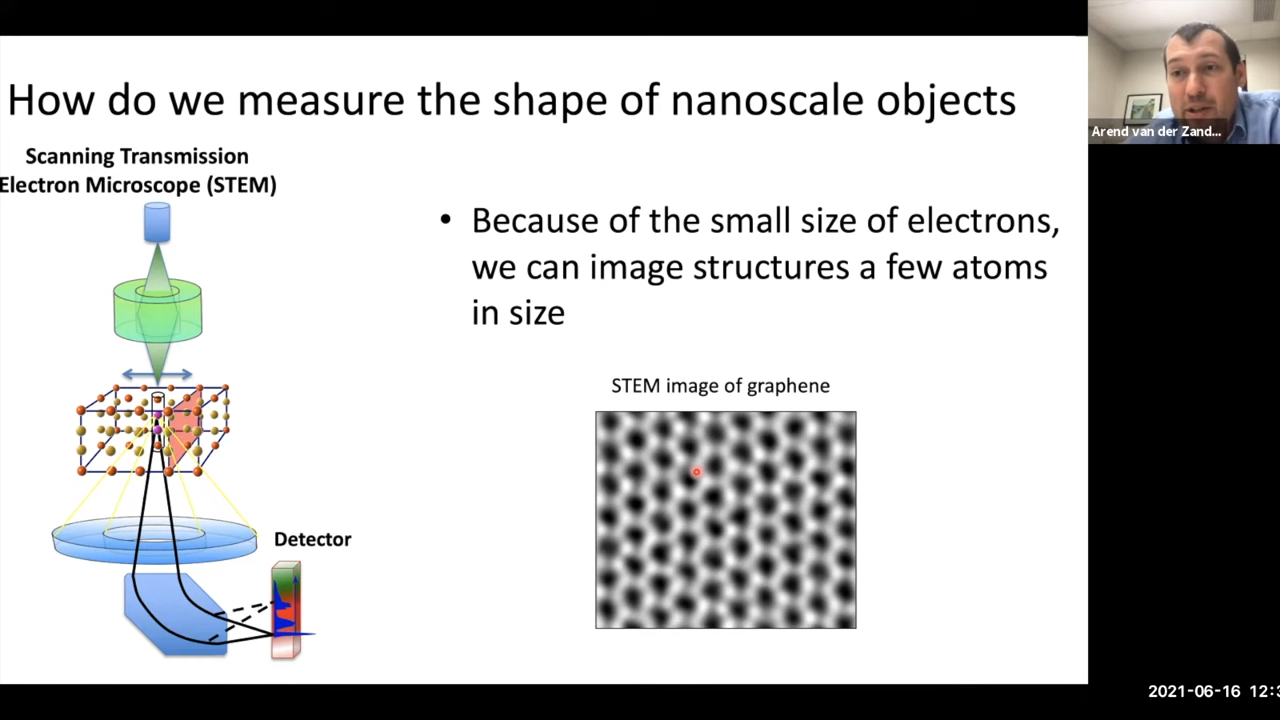 How do we measure the shape of nanoscale objects
Scanning Transmission
Electron Microscope (STEM)
• Because of the small size of electrons,
we can image structures a few atoms
in size
STEM image of graphene
Detector
Arend van der Zand...
2021-06-16 12:3